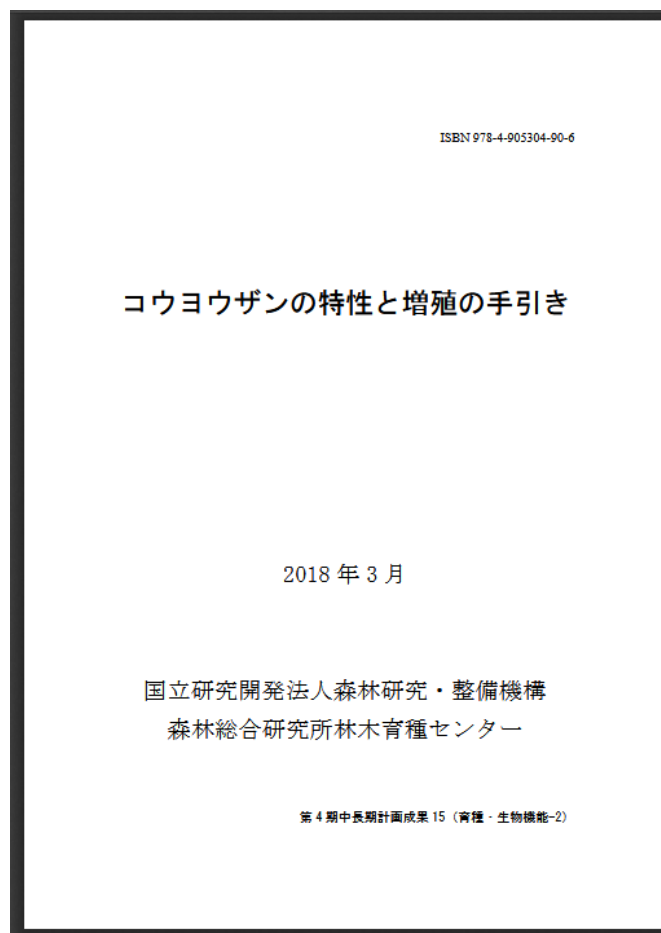 ISBN 978-4-905304-90-6
コウヨウザンの特性と増殖の手引き
2018 年 3 月
国立研究開発法人森林研究・整備機構
森林総合研究所林木育種センター
第 4 期中長期計画成果 15（育種・生物機能-2）